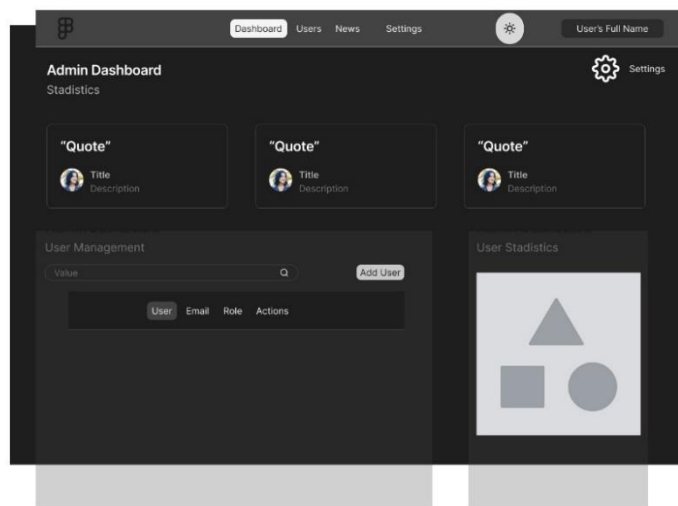 Dashboard Users News Settings
User's Full Name
Admin Dashboard
Stadistics
Settings
"Quote"
Title
Description
"Quote"
Title
Description
"Quote"
Title
Description
User Management
Value
Add User
User Email Role Actions
User Stadistics